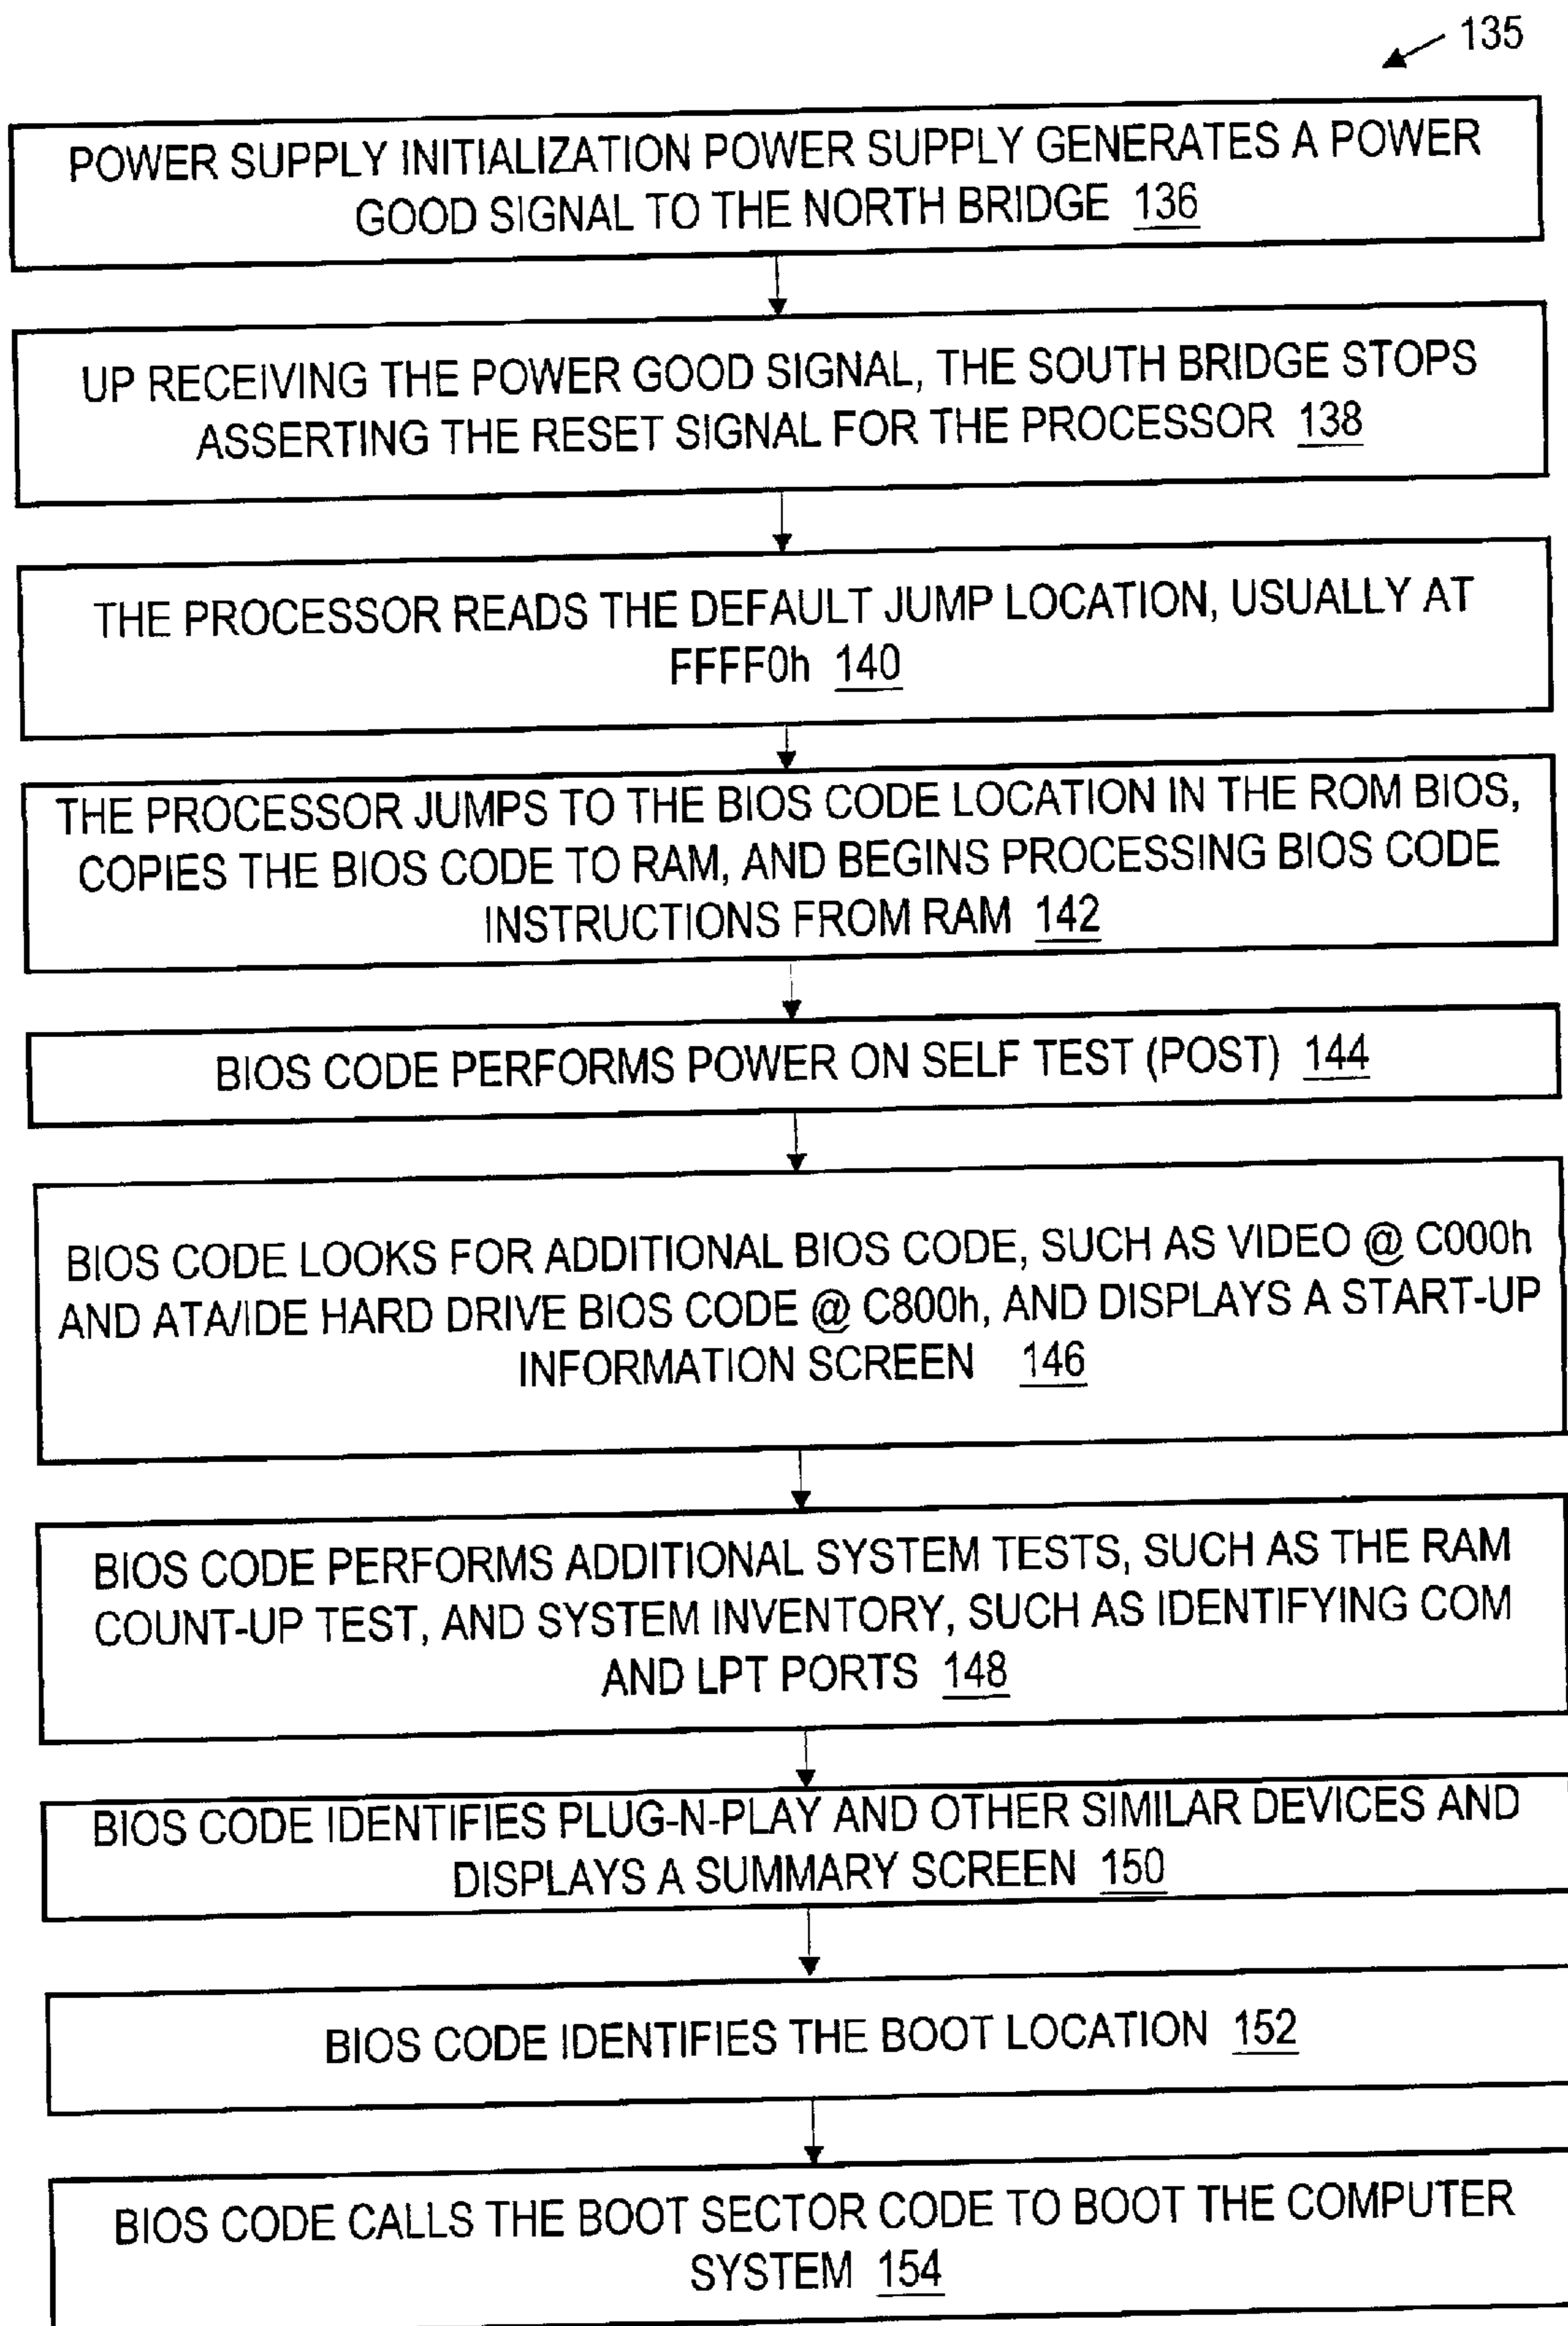 135
POWER SUPPLY INITIALIZATION POWER SUPPLY GENERATES A POWER
GOOD SIGNAL TO THE NORTH BRIDGE 136
UP RECEIVING THE POWER GOOD SIGNAL, THE SOUTH BRIDGE STOPS
ASSERTING THE RESET SIGNAL FOR THE PROCESSOR 138
THE PROCESSOR READS THE DEFAULT JUMP LOCATION, USUALLY AT
FFFF0h 140
THE PROCESSOR JUMPS TO THE BIOS CODE LOCATION IN THE ROM BIOS,
COPIES THE BIOS CODE TO RAM, AND BEGINS PROCESSING BIOS CODE
INSTRUCTIONS FROM RAM 142
BIOS CODE PERFORMS POWER ON SELF TEST (POST) 144
BIOS CODE LOOKS FOR ADDITIONAL BIOS CODE, SUCH AS VIDEO @ C000h
AND ATA/IDE HARD DRIVE BIOS CODE @ C800h, AND DISPLAYS A START-UP
INFORMATION SCREEN 146
BIOS CODE PERFORMS ADDITIONAL SYSTEM TESTS, SUCH AS THE RAM
COUNT-UP TEST, AND SYSTEM INVENTORY, SUCH AS IDENTIFYING COM
AND LPT PORTS 148
BIOS CODE IDENTIFIES PLUG-N-PLAY AND OTHER SIMILAR DEVICES AND
DISPLAYS A SUMMARY SCREEN 150
BIOS CODE IDENTIFIES THE BOOT LOCATION 152
BIOS CODE CALLS THE BOOT SECTOR CODE TO BOOT THE COMPUTER
SYSTEM 154